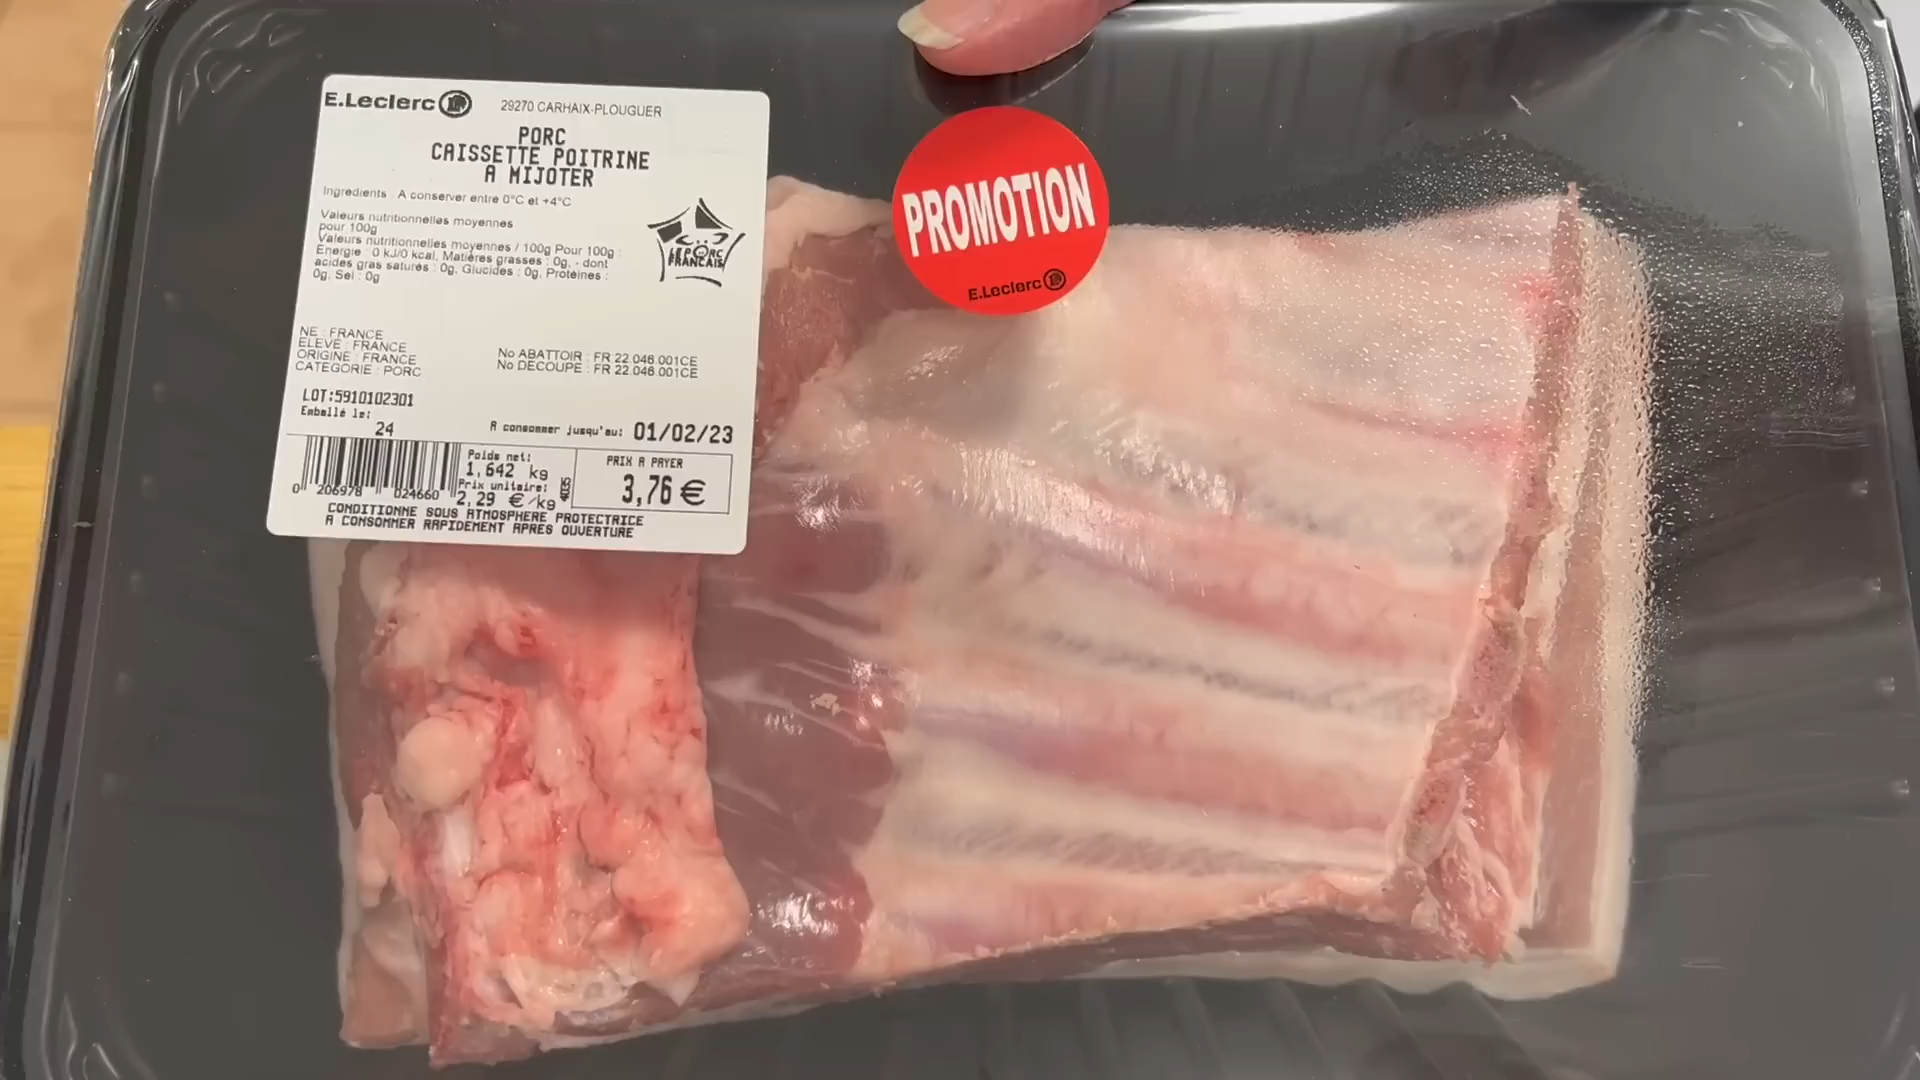 E.Leclerc
29270 CARHAIX-PLOUGUER
PORC
CAISSETTE POITRINE
A MIJOTER
Ingrédients : A conserver entre 0°C et +4°C
Valeurs nutritionnelles moyennes
pour 100g
Valeurs nutritionnelles moyennes / 100g Pour 100g :
Energie : 0 kJ/0 kcal, Matières grasses : 0g, - dont
acides gras saturés : 0g, Glucides : 0g, Protéines :
0g, Sel : 0g
LE PORC
FRANCAIS
NE : FRANCE
ELEVE : FRANCE
ORIGINE : FRANCE
CATEGORIE : PORC
No ABATTOIR : FR 22.046.001CE
No DECOUPE : FR 22.046.001CE
LOT:5910102301
Emballé le:
24
A consommer jusqu'au: 01/02/23
Poids net:
1,642 kg
Prix unitaire:
2,29 €/kg
4035
PRIX A PAYER
3,76 €
0 206978 024660
CONDITIONNE SOUS ATMOSPHERE PROTECTRICE
A CONSOMMER RAPIDEMENT APRES OUVERTURE
PROMOTION
E.Leclerc